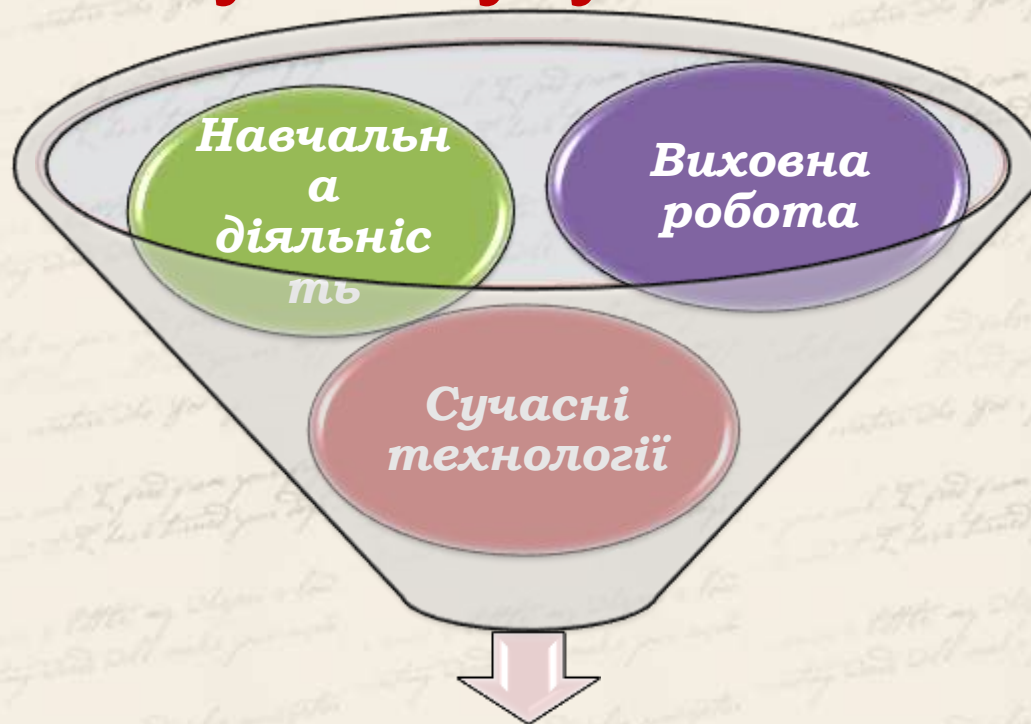 Навчальн
а
діяльніс
ть
Виховна
робота
Сучасні
технології